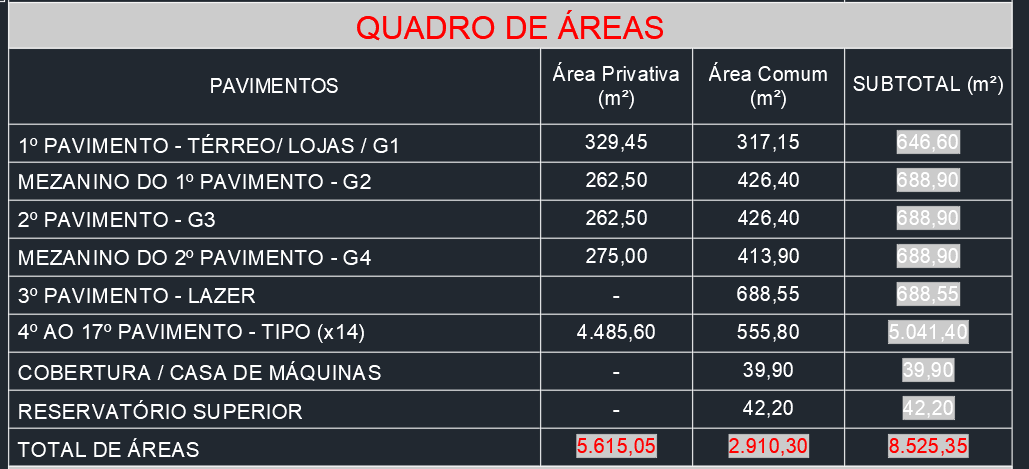 QUADRO DE ÁREAS
PAVIMENTOS Área Privativa (m²) Área Comum (m²) SUBTOTAL (m²)
1º PAVIMENTO - TÉRREO/ LOJAS / G1 329,45 317,15 646,60
MEZANINO DO 1º PAVIMENTO - G2 262,50 426,40 688,90
2º PAVIMENTO - G3 262,50 426,40 688,90
MEZANINO DO 2º PAVIMENTO - G4 275,00 413,90 688,90
3º PAVIMENTO - LAZER - 688,55 688,55
4º AO 17º PAVIMENTO - TIPO (x14) 4.485,60 555,80 5.041,40
COBERTURA / CASA DE MÁQUINAS - 39,90 39,90
RESERVATÓRIO SUPERIOR - 42,20 42,20
TOTAL DE ÁREAS 5.615,05 2.910,30 8.525,35